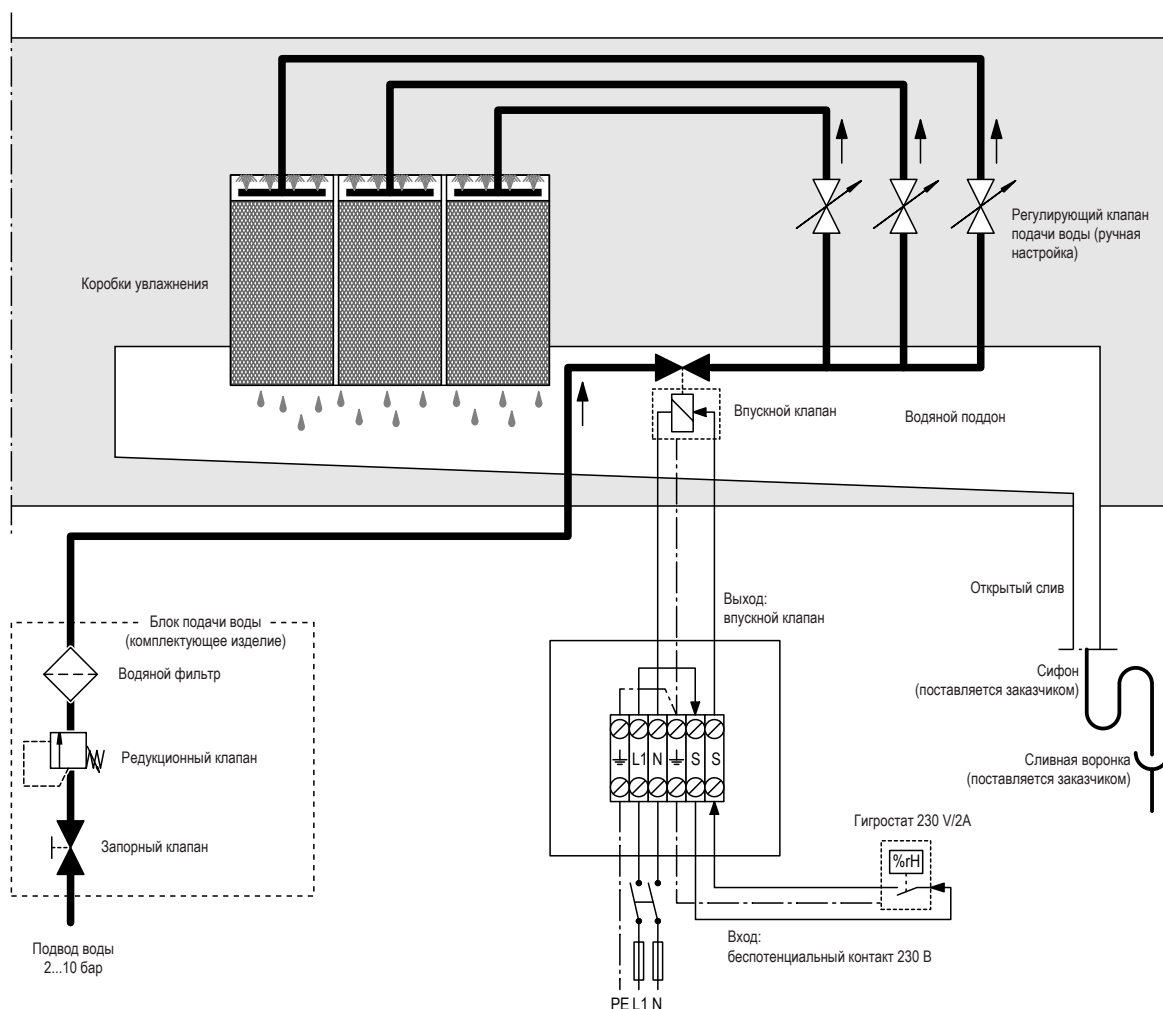 Регулирующий клапан
подачи воды (ручная
настройка)
Коробки увлажнения
Впускной клапан
Водяной поддон
Открытый слив
Выход:
впускной клапан
Блок подачи воды
(комплектующее изделие)
Водяной фильтр
Сифон
(поставляется заказчиком)
L1 N S S
Редукционный клапан
Сливная воронка
(поставляется заказчиком)
Гигростат 230 V/2A
Запорный клапан
%rH
Вход:
беспотенциальный контакт 230 В
Подвод воды
2...10 бар
PE L1 N